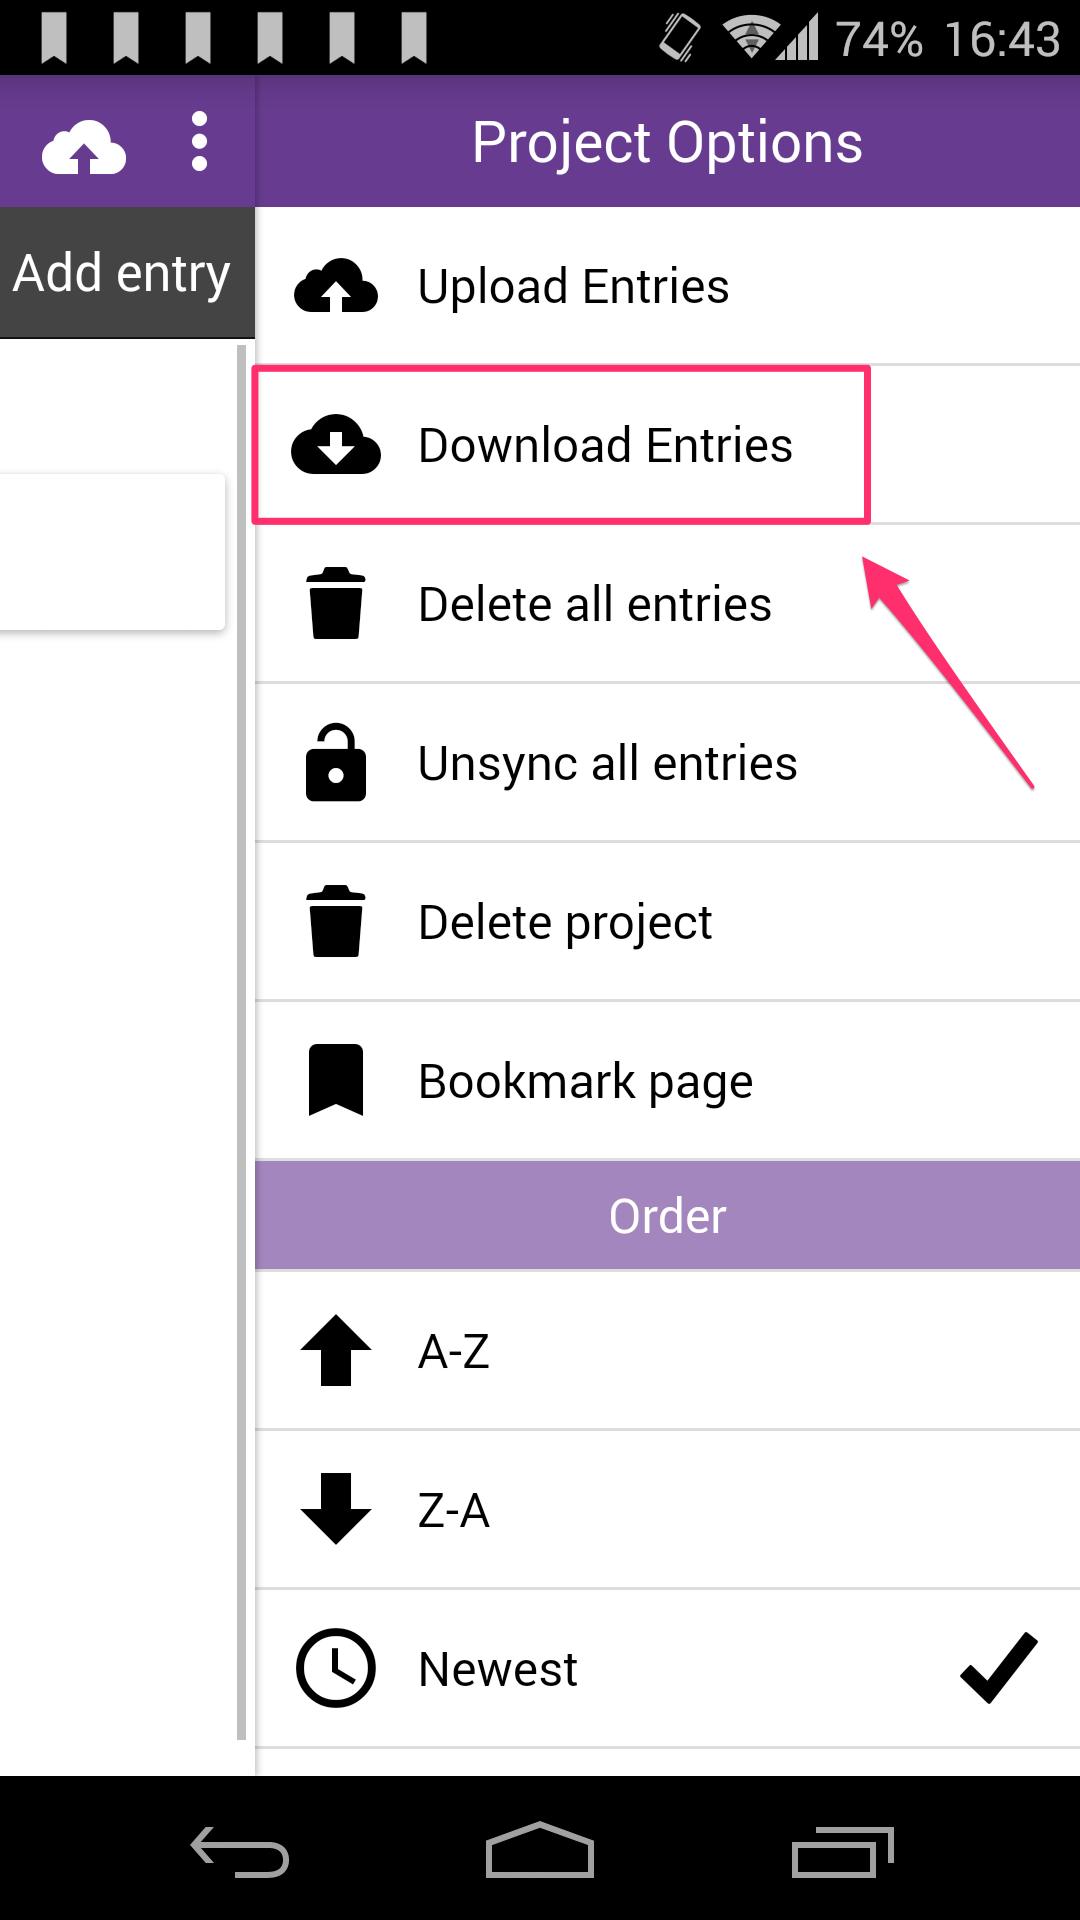 74% 16:43
Project Options
Add entry
Upload Entries
Download Entries
Delete all entries
Unsync all entries
Delete project
Bookmark page
Order
A-Z
Z-A
Newest